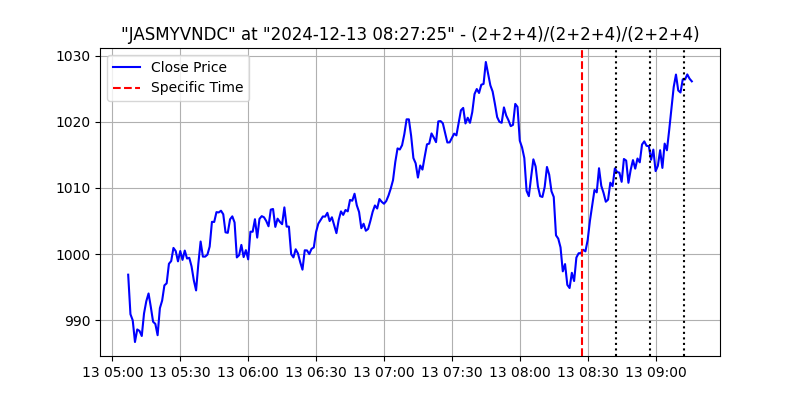 "JASMYVNDC" at "2024-12-13 08:27:25" - (2+2+4)/(2+2+4)/(2+2+4)
Close Price
Specific Time
1030
1020
1010
1000
990
13 05:00 13 05:30 13 06:00 13 06:30 13 07:00 13 07:30 13 08:00 13 08:30 13 09:00